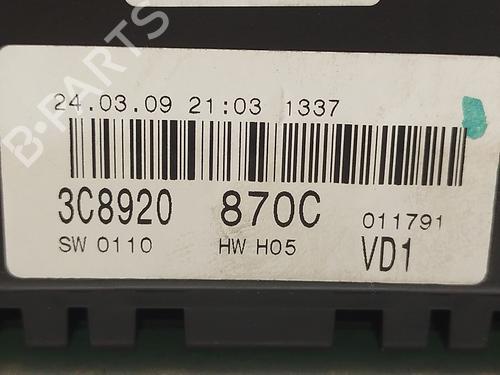 24.03.09 21:03 1337
3C8920 870C 011791
SW 0110 HW H05 VD1
B-PARTS